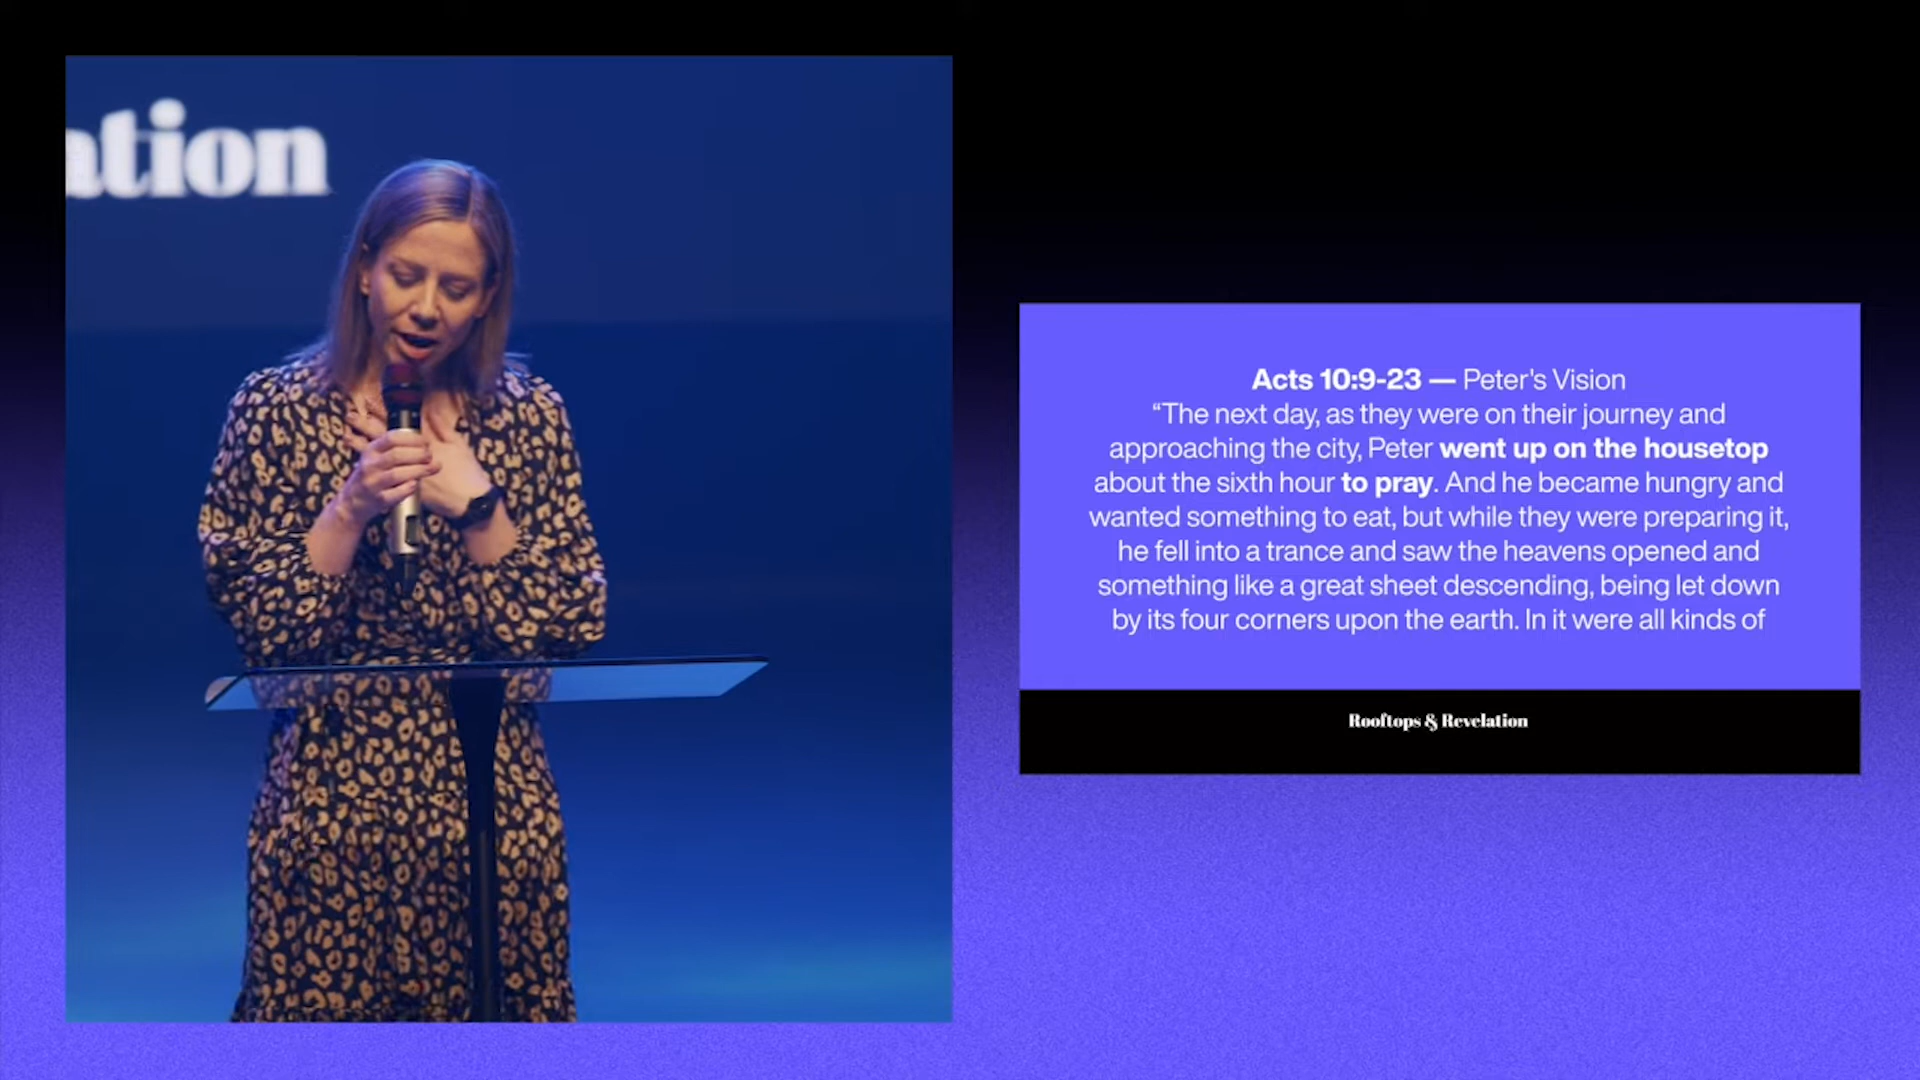 ation
Acts 10:9-23 — Peter's Vision
“The next day, as they were on their journey and
approaching the city, Peter went up on the housetop
about the sixth hour to pray. And he became hungry and
wanted something to eat, but while they were preparing it,
he fell into a trance and saw the heavens opened and
something like a great sheet descending, being let down
by its four corners upon the earth. In it were all kinds of
Rooftops & Revelation